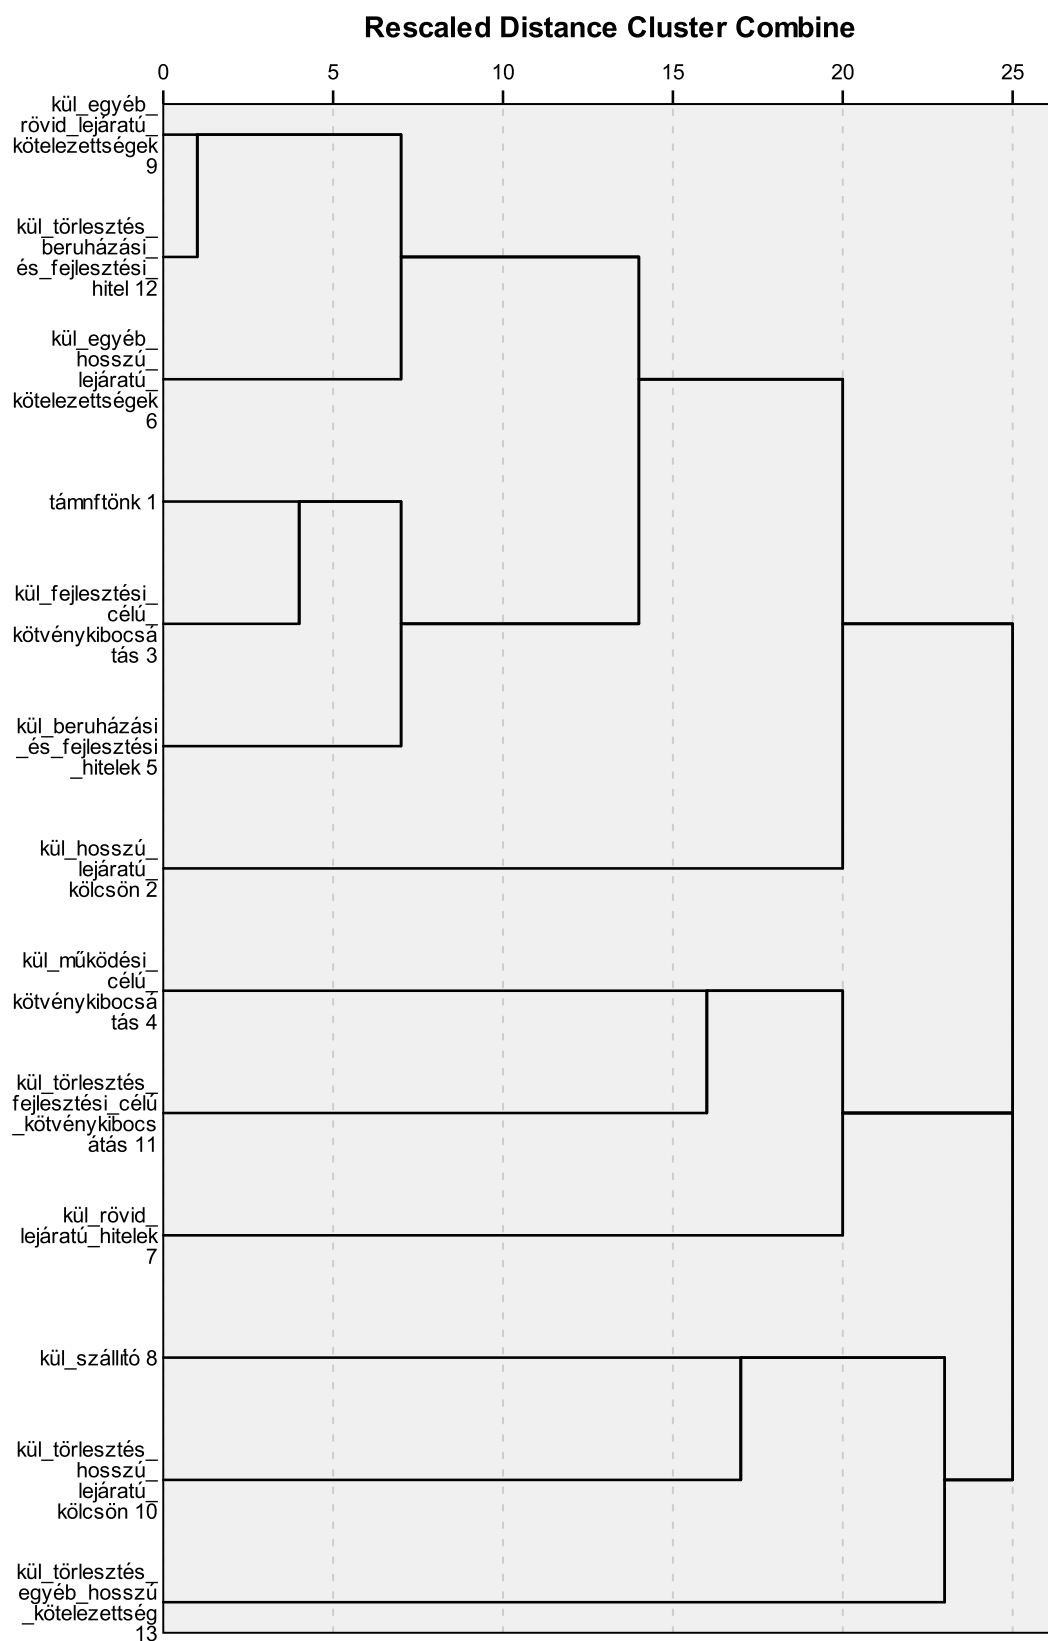 Rescaled Distance Cluster Combine
0 5 10 15 20 25
kül_egyéb_
rövid_lejáratú_
kötelezettségek
9
kül_törlesztés_
beruházási_
és_fejlesztési_
hitel 12
kül_egyéb_
hosszú_
lejáratú_
kötelezettségek
6
támnftönk 1
kül_fejlesztési_
célú_
kötvénykibocsá
tás 3
kül_beruházási
_és_fejlesztési
_hitelek 5
kül_hosszú_
lejáratú_
kölcsön 2
kül_működési_
célú_
kötvénykibocsá
tás 4
kül_törlesztés_
fejlesztési_célú
_kötvénykibocs
átás 11
kül_rövid_
lejáratú_hitelek
7
kül_szállító 8
kül_törlesztés_
hosszú_
lejáratú_
kölcsön 10
kül_törlesztés_
egyéb_hosszú
_kötelezettség
13